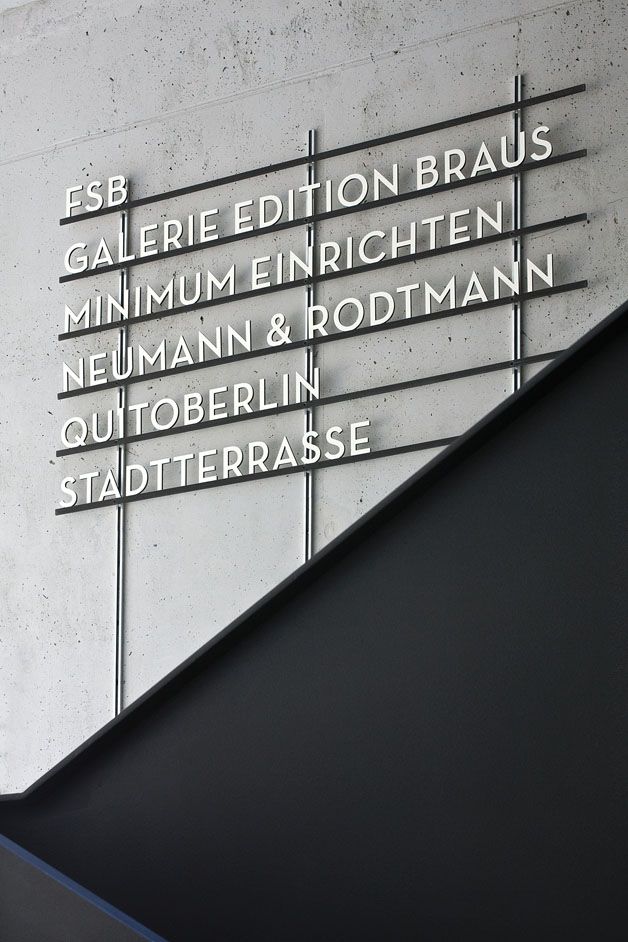 FSB
GALERIE EDITION BRAUS
MINIMUM EINRICHTEN
NEUMANN & RODTMANN
QUITOBERLIN
STADTTERRASSE